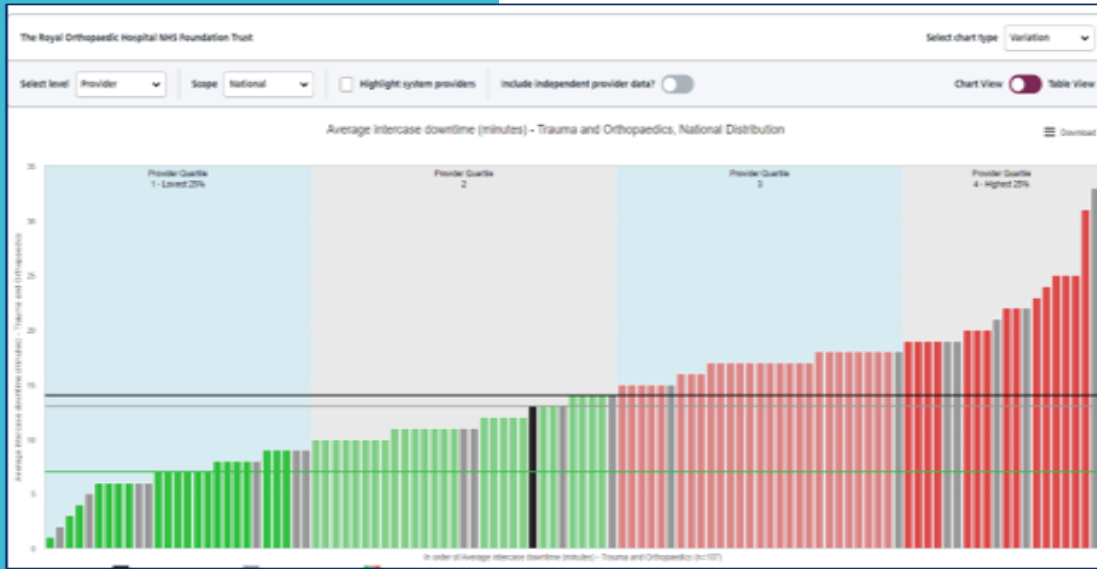 The Royal Orthopaedic Hospital NHS Foundation Trust
Select chart type Variation
Select level Provider Scope National Highlight system providers Include independent provider data? Chart View Table View
Average intercase downtime (minutes) - Trauma and Orthopaedics, National Distribution
Download
Provider Quartile
1 - Lowest 25%
Provider Quartile
2
Provider Quartile
3
Provider Quartile
4 - Highest 25%
Average intercase downtime (minutes) - Trauma and Orthopaedics
35
30
25
20
15
10
5
0
In order of Average intercase downtime (minutes) - Trauma and Orthopaedics (n=107)